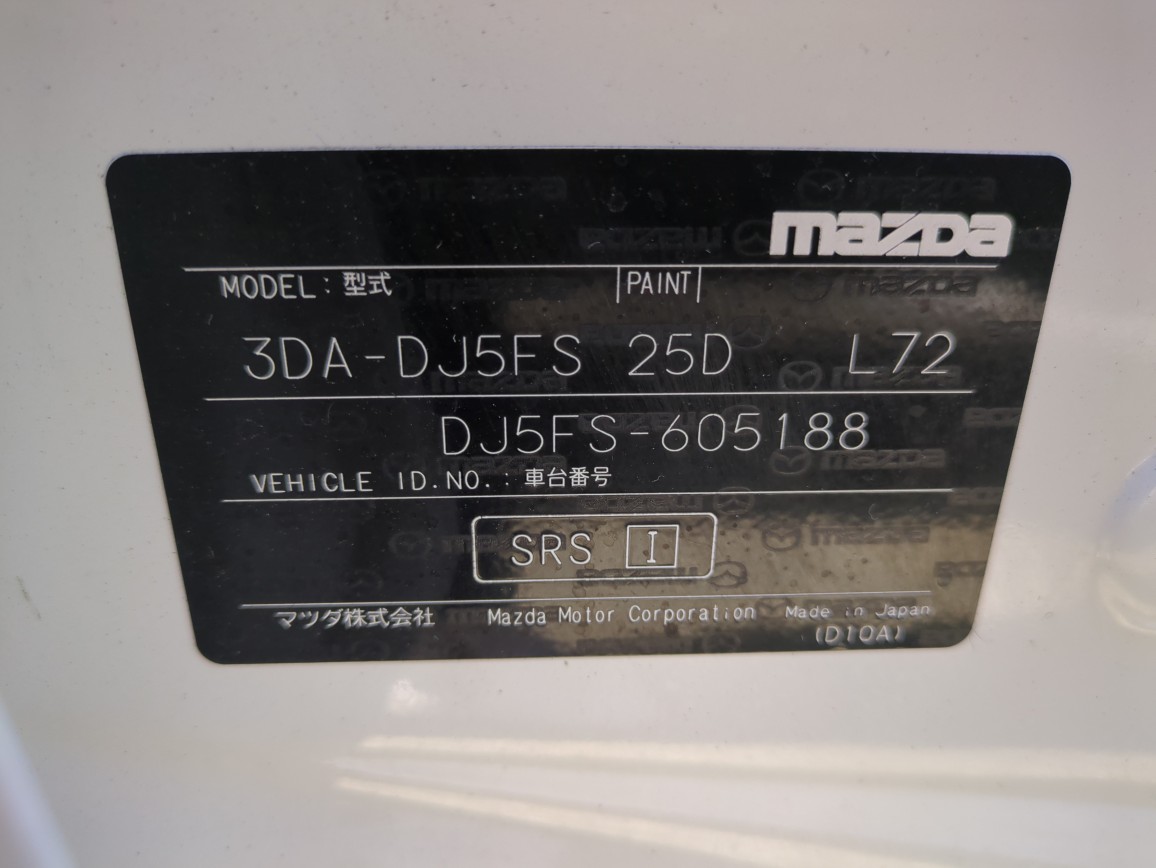 mazda
MODEL: 型式 PAINT
3DA-DJ5FS 25D L72
DJ5FS-605188
VEHICLE ID.NO.: 車台番号
SRS I
マツダ株式会社 Mazda Motor Corporation Made in Japan
(D10A)